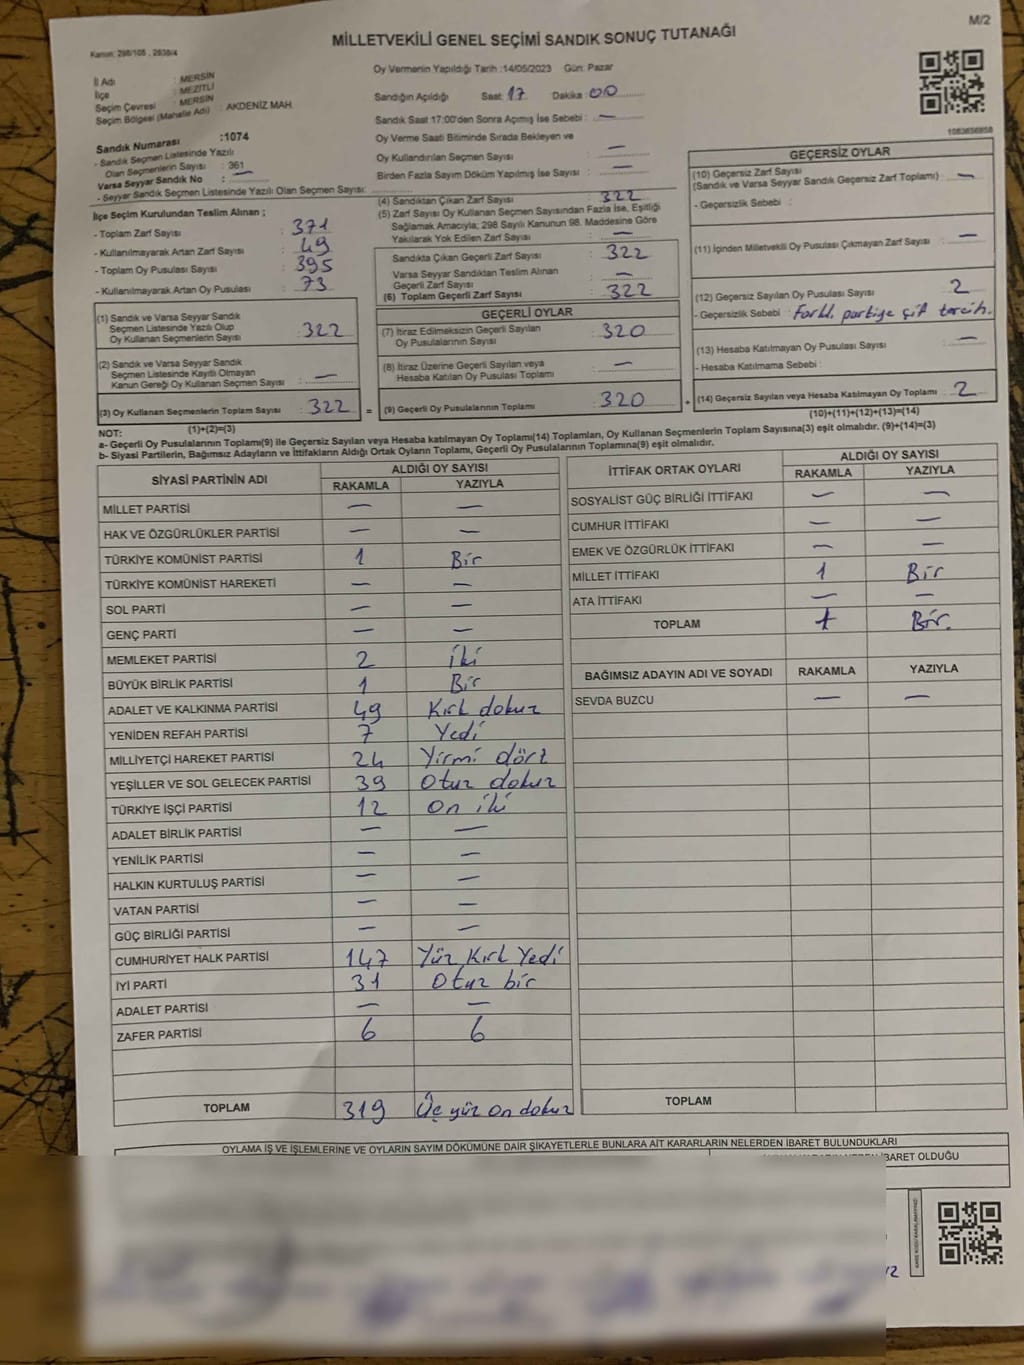 M/2
MİLLETVEKİLİ GENEL SEÇİMİ SANDIK SONUÇ TUTANAĞI
Kanun: 298/105 , 2839/4
İl Adı : MERSİN
İlçe : MEZİTLİ
Seçim Çevresi : MERSİN
Seçim Bölgesi (Mahalle Adı) : AKDENİZ MAH.
Oy Vermenin Yapıldığı Tarih :14/05/2023 Gün: Pazar
Sandığın Açıldığı Saat: 17 Dakika : 00
Sandık Saat 17:00'den Sonra Açımış İse Sebebi : —
Oy Verme Saati Bitiminde Sırada Bekleyen ve
Oy Kullandırılan Seçmen Sayısı : —
Birden Fazla Sayım Döküm Yapılmış İse Sayısı : —
Sandık Numarası :1074
- Sandık Seçmen Listesinde Yazılı
Olan Seçmenlerin Sayısı : 361
Varsa Seyyar Sandık No : —
- Seyyar Sandık Seçmen Listesinde Yazılı Olan Seçmen Sayısı:
İlçe Seçim Kurulundan Teslim Alınan ;
- Toplam Zarf Sayısı : 371
- Kullanılmayarak Artan Zarf Sayısı : 49
- Toplam Oy Pusulası Sayısı : 395
- Kullanılmayarak Artan Oy Pusulası : 73
(1) Sandık ve Varsa Seyyar Sandık
Seçmen Listesinde Yazılı Olup
Oy Kullanan Seçmenlerin Sayısı : 322
(2) Sandık ve Varsa Seyyar Sandık
Seçmen Listesinde Kayıtlı Olmayan
Kanun Gereği Oy Kullanan Seçmen Sayısı : —
(3) Oy Kullanan Seçmenlerin Toplam Sayısı : 322 =
(1)+(2)=(3)
(4) Sandıktan Çıkan Zarf Sayısı : 322
(5) Zarf Sayısı Oy Kullanan Seçmen Sayısından Fazla İse, Eşitliği
Sağlamak Amacıyla; 298 Sayılı Kanunun 98. Maddesine Göre
Yakılarak Yok Edilen Zarf Sayısı : —
Sandıkta Çıkan Geçerli Zarf Sayısı : 322
Varsa Seyyar Sandıktan Teslim Alınan
Geçerli Zarf Sayısı : —
(6) Toplam Geçerli Zarf Sayısı : 322
GEÇERLİ OYLAR
(7) İtiraz Edilmeksizin Geçerli Sayılan
Oy Pusulalarının Sayısı : 320
(8) İtiraz Üzerine Geçerli Sayılan veya
Hesaba Katılan Oy Pusulası Toplamı : —
(9) Geçerli Oy Pusulalarının Toplamı : 320 +
1083656858
GEÇERSİZ OYLAR
(10) Geçersiz Zarf Sayısı
(Sandık ve Varsa Seyyar Sandık Geçersiz Zarf Toplamı) : —
- Geçersizlik Sebebi :
(11) İçinden Milletvekili Oy Pusulası Çıkmayan Zarf Sayısı : —
(12) Geçersiz Sayılan Oy Pusulası Sayısı : 2
- Geçersizlik Sebebi : farklı partiye çift tercih.
(13) Hesaba Katılmayan Oy Pusulası Sayısı : —
- Hesaba Katılmama Sebebi :
(14) Geçersiz Sayılan veya Hesaba Katılmayan Oy Toplamı : 2
(10)+(11)+(12)+(13)=(14)
NOT:
a- Geçerli Oy Pusulalarının Toplamı(9) ile Geçersiz Sayılan veya Hesaba katılmayan Oy Toplamı(14) Toplamları, Oy Kullanan Seçmenlerin Toplam Sayısına(3) eşit olmalıdır. (9)+(14)=(3)
b- Siyasi Partilerin, Bağımsız Adayların ve İttifakların Aldığı Ortak Oyların Toplamı, Geçerli Oy Pusulalarının Toplamına(9) eşit olmalıdır.
SİYASİ PARTİNİN ADI ALDIĞI OY SAYISI
RAKAMLA YAZIYLA
MİLLET PARTİSİ — —
HAK VE ÖZGÜRLÜKLER PARTİSİ — —
TÜRKİYE KOMÜNİST PARTİSİ 1 Bir
TÜRKİYE KOMÜNİST HAREKETİ — —
SOL PARTİ — —
GENÇ PARTİ — —
MEMLEKET PARTİSİ 2 iki
BÜYÜK BİRLİK PARTİSİ 1 Bir
ADALET VE KALKINMA PARTİSİ 49 Kırk dokuz
YENİDEN REFAH PARTİSİ 7 Yedi
MİLLİYETÇİ HAREKET PARTİSİ 24 Yirmi dört
YEŞİLLER VE SOL GELECEK PARTİSİ 39 Otuz dokuz
TÜRKİYE İŞÇİ PARTİSİ 12 On iki
ADALET BİRLİK PARTİSİ — —
YENİLİK PARTİSİ — —
HALKIN KURTULUŞ PARTİSİ — —
VATAN PARTİSİ — —
GÜÇ BİRLİĞİ PARTİSİ — —
CUMHURİYET HALK PARTİSİ 147 Yüz Kırk Yedi
İYİ PARTİ 31 Otuz bir
ADALET PARTİSİ — —
ZAFER PARTİSİ 6 6
TOPLAM 319 Üç yüz on dokuz
İTTİFAK ORTAK OYLARI ALDIĞI OY SAYISI
RAKAMLA YAZIYLA
SOSYALİST GÜÇ BİRLİĞİ İTTİFAKI — —
CUMHUR İTTİFAKI — —
EMEK VE ÖZGÜRLÜK İTTİFAKI — —
MİLLET İTTİFAKI 1 Bir
ATA İTTİFAKI — —
TOPLAM 1 Bir.
BAĞIMSIZ ADAYIN ADI VE SOYADI RAKAMLA YAZIYLA
SEVDA BUZCU — —
TOPLAM
OYLAMA İŞ VE İŞLEMLERİNE VE OYLARIN SAYIM DÖKÜMÜNE DAİR ŞİKAYETLERLE BUNLARA AİT KARARLARIN NELERDEN İBARET BULUNDUKLARI
İBARET OLDUĞU